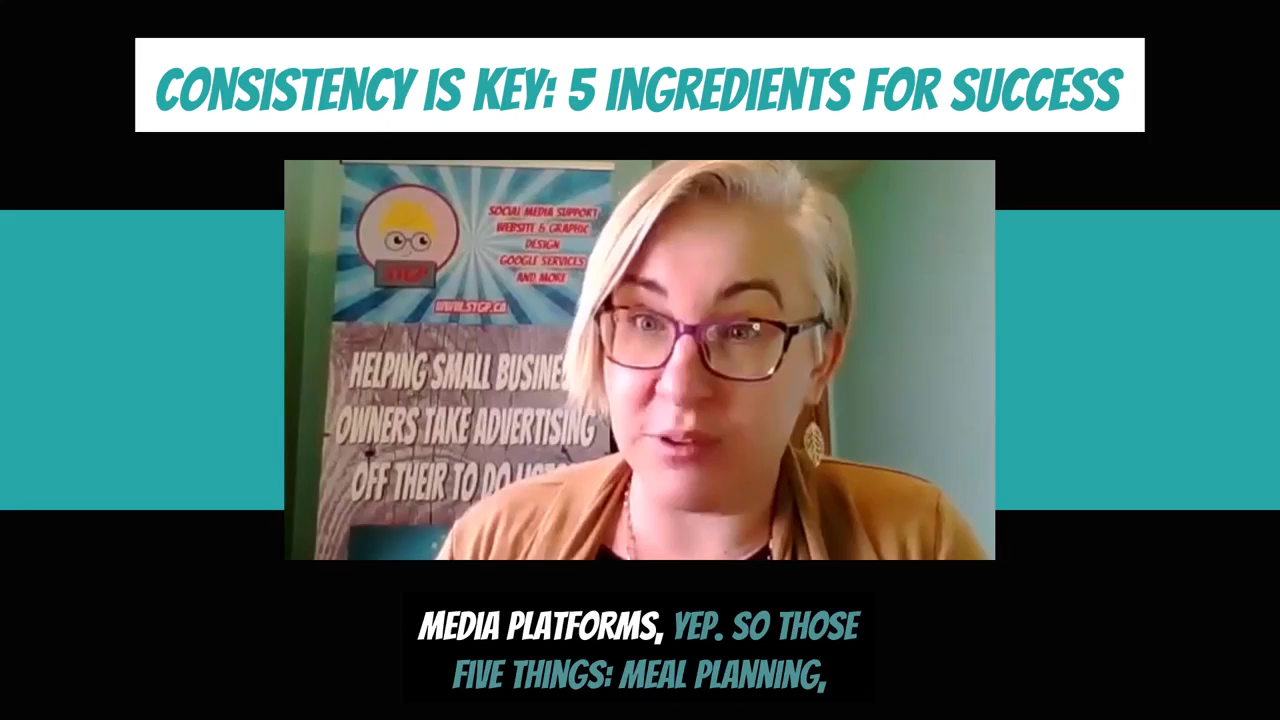 CONSISTENCY IS KEY: 5 INGREDIENTS FOR SUCCESS
SOCIAL MEDIA SUPPORT
WEBSITE & GRAPHIC
DESIGN
GOOGLE SERVICES
AND MORE
STGP
WWW.STGP.CA
HELPING SMALL
OWNERS TAKE ADVERTISING
OFF THEIR TO DO
MEDIA PLATFORMS, YEP. SO THOSE
FIVE THINGS: MEAL PLANNING,